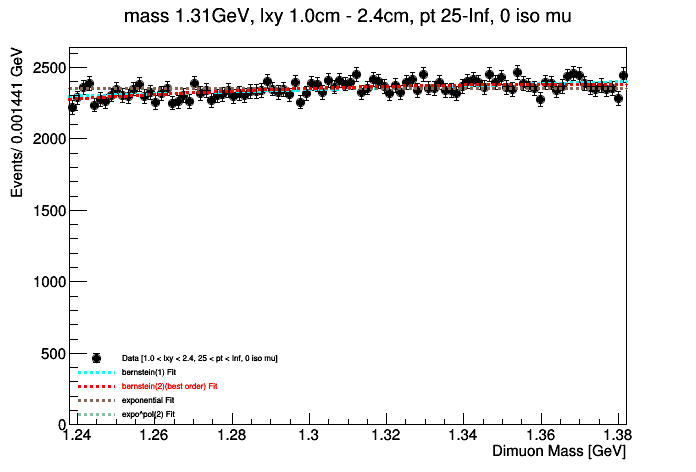 mass 1.31GeV, lxy 1.0cm - 2.4cm, pt 25-Inf, 0 iso mu
Events/ 0.001441 GeV
2500
2000
1500
1000
500
0
Data [1.0 < lxy < 2.4, 25 < pt < Inf, 0 iso mu]
bernstein(1) Fit
bernstein(2)(best order) Fit
exponential Fit
expo*pol(2) Fit
1.24 1.26 1.28 1.3 1.32 1.34 1.36 1.38
Dimuon Mass [GeV]